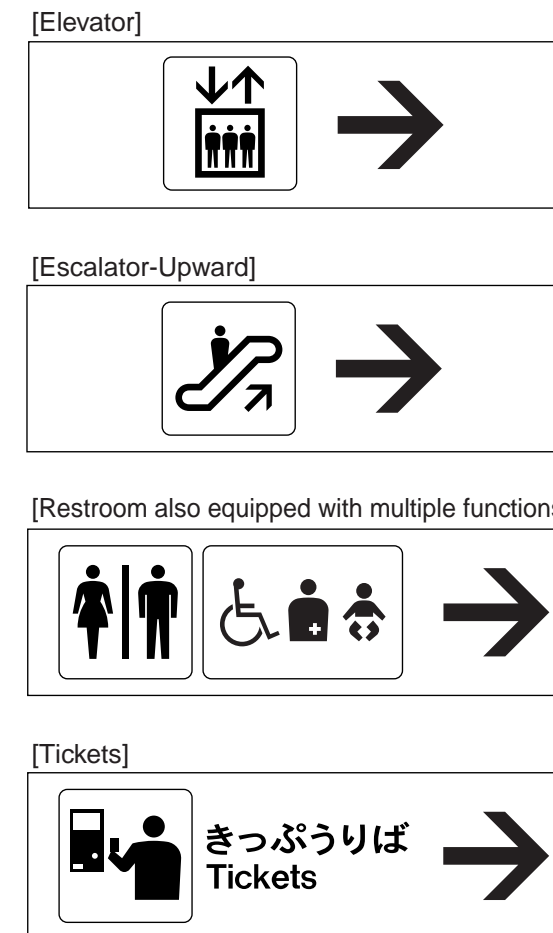 [Elevator]
[Escalator-Upward]
[Restroom also equipped with multiple functions
[Tickets]
きっぷうりば
Tickets